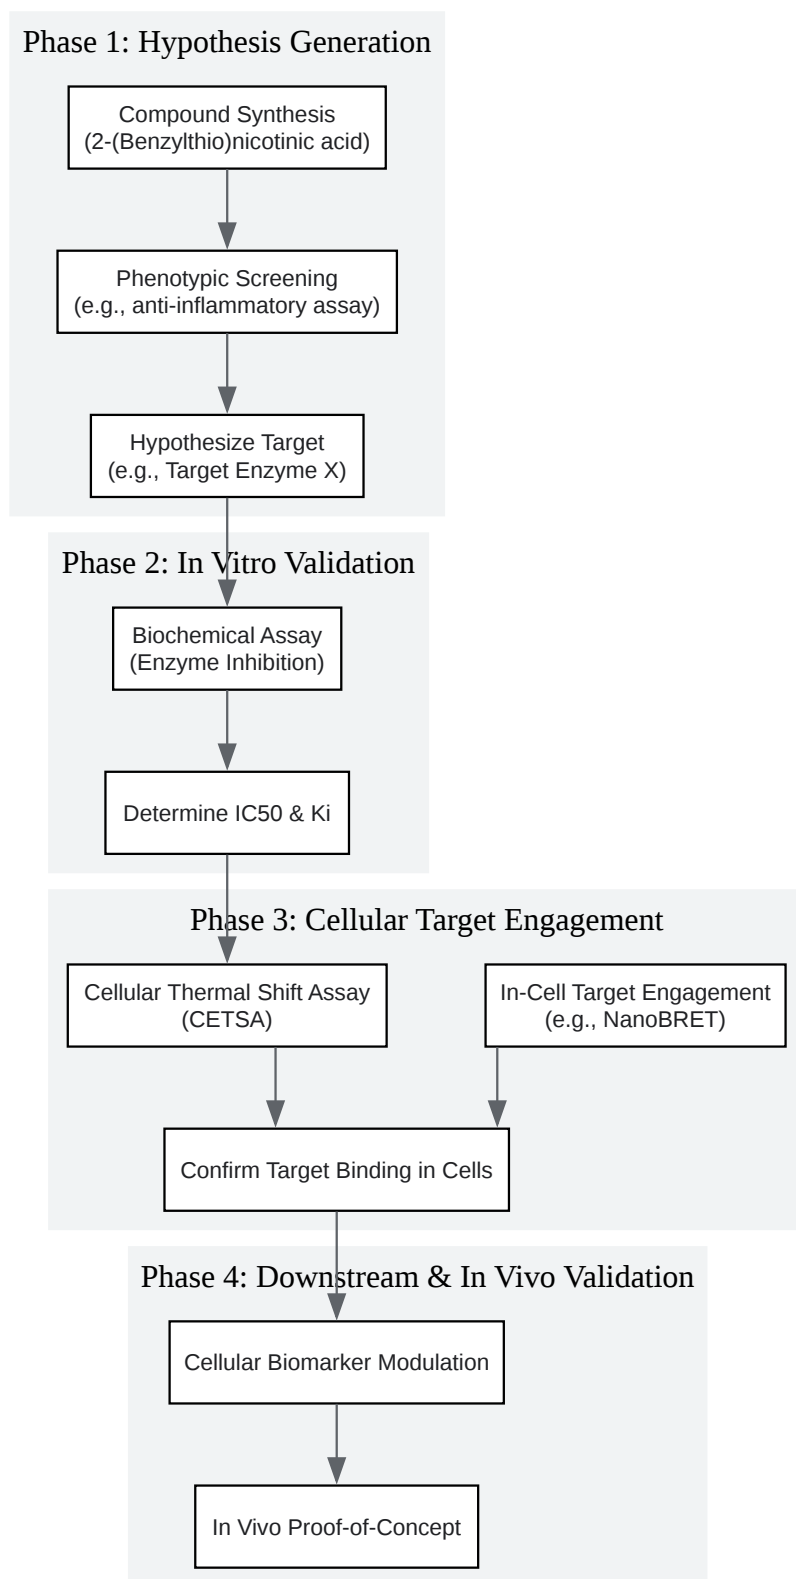 Phase 1: Hypothesis Generation
Compound Synthesis
(2-(Benzylthio)nicotinic acid)
Phenotypic Screening
(e.g., anti-inflammatory assay)
Hypothesize Target
(e.g., Target Enzyme X)
Phase 2: In Vitro Validation
Biochemical Assay
(Enzyme Inhibition)
Determine IC50 & Ki
Phase 3: Cellular Target Engagement
Cellular Thermal Shift Assay
(CETSA)
In-Cell Target Engagement
(e.g., NanoBRET)
Confirm Target Binding in Cells
Phase 4: Downstream & In Vivo Validation
Cellular Biomarker Modulation
In Vivo Proof-of-Concept